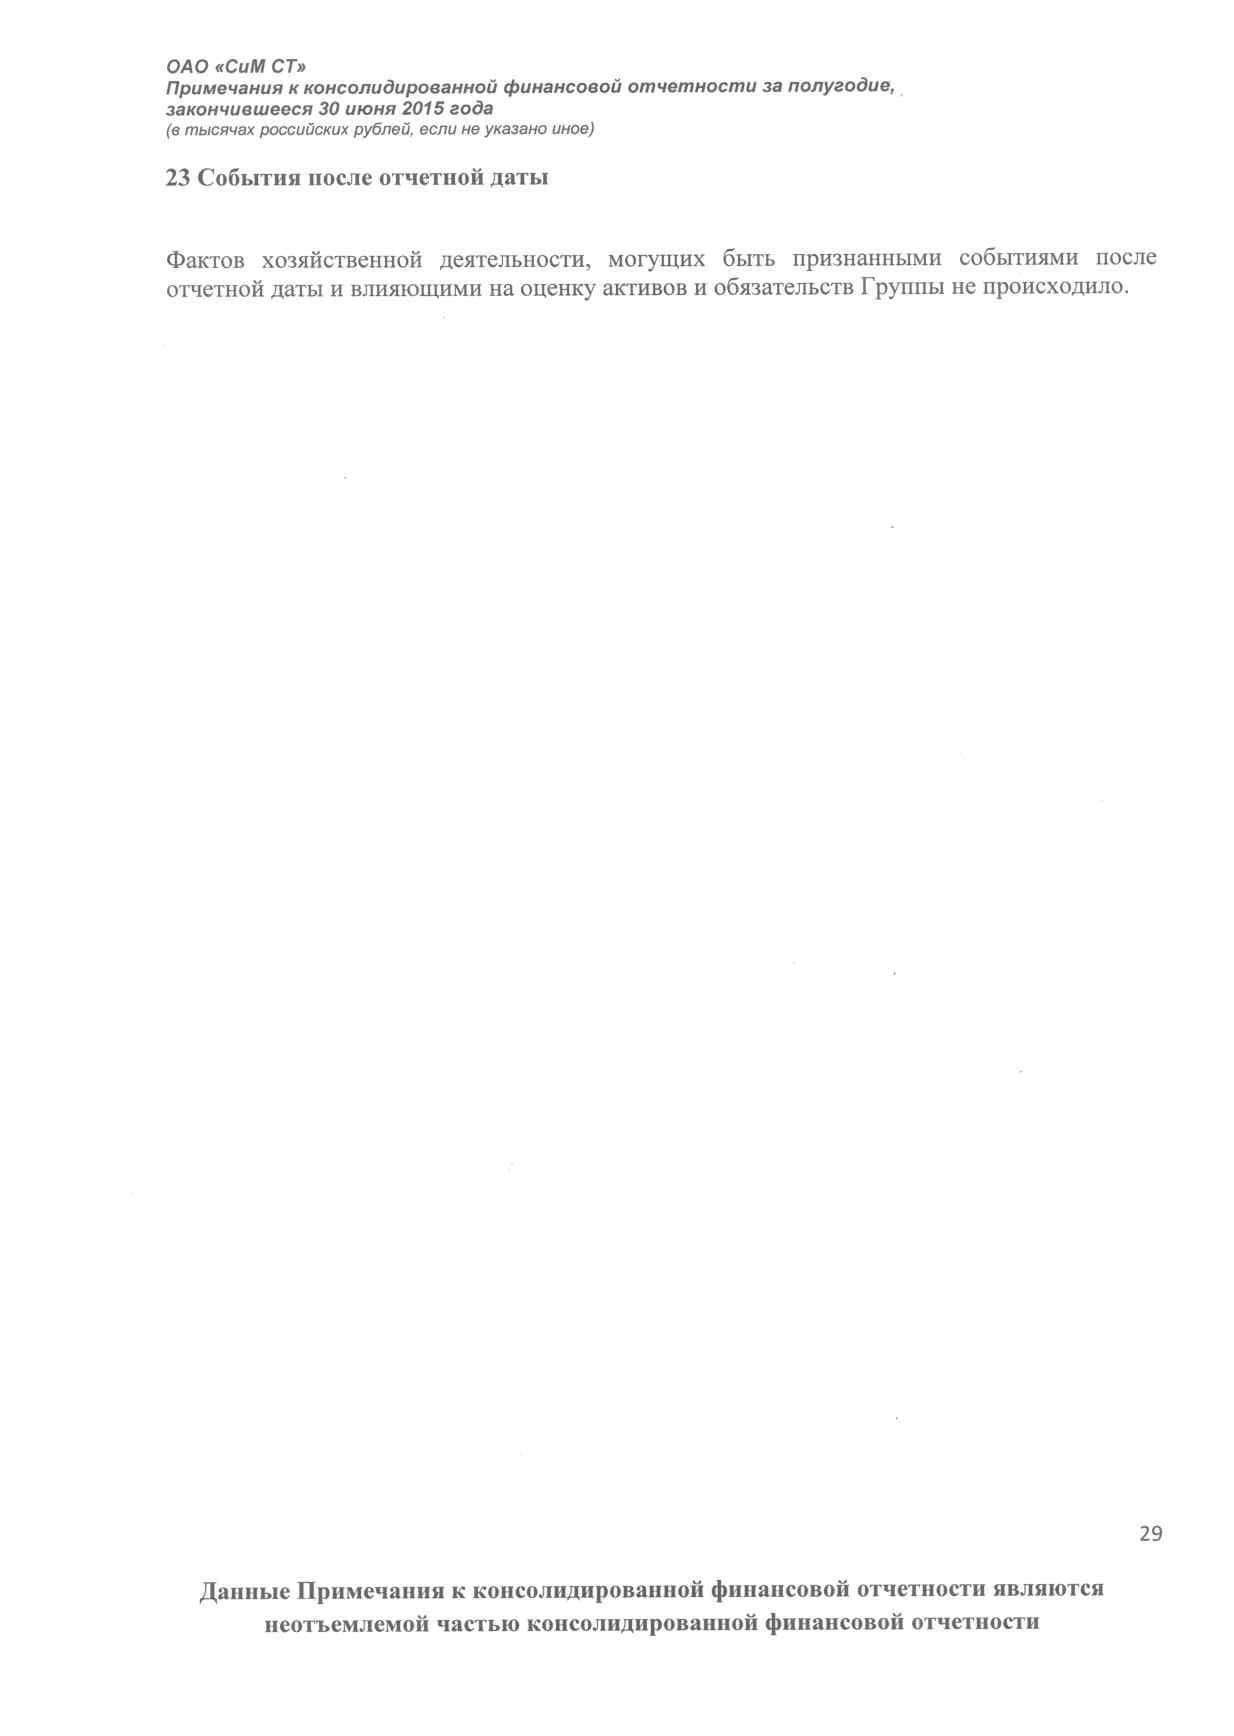 ОАО «СиМ СТ»
Примечания к консолидированной финансовой отчетности за полугодие,
закончившееся 30 июня 2015 года
(в тысячах российских рублей, если не указано иное)
23 События после отчетной даты
Фактов хозяйственной деятельности, могущих быть признанными событиями после
отчетной даты и влияющими на оценку активов и обязательств Группы не происходило.
29
Данные Примечания к консолидированной финансовой отчетности являются
неотъемлемой частью консолидированной финансовой отчетности